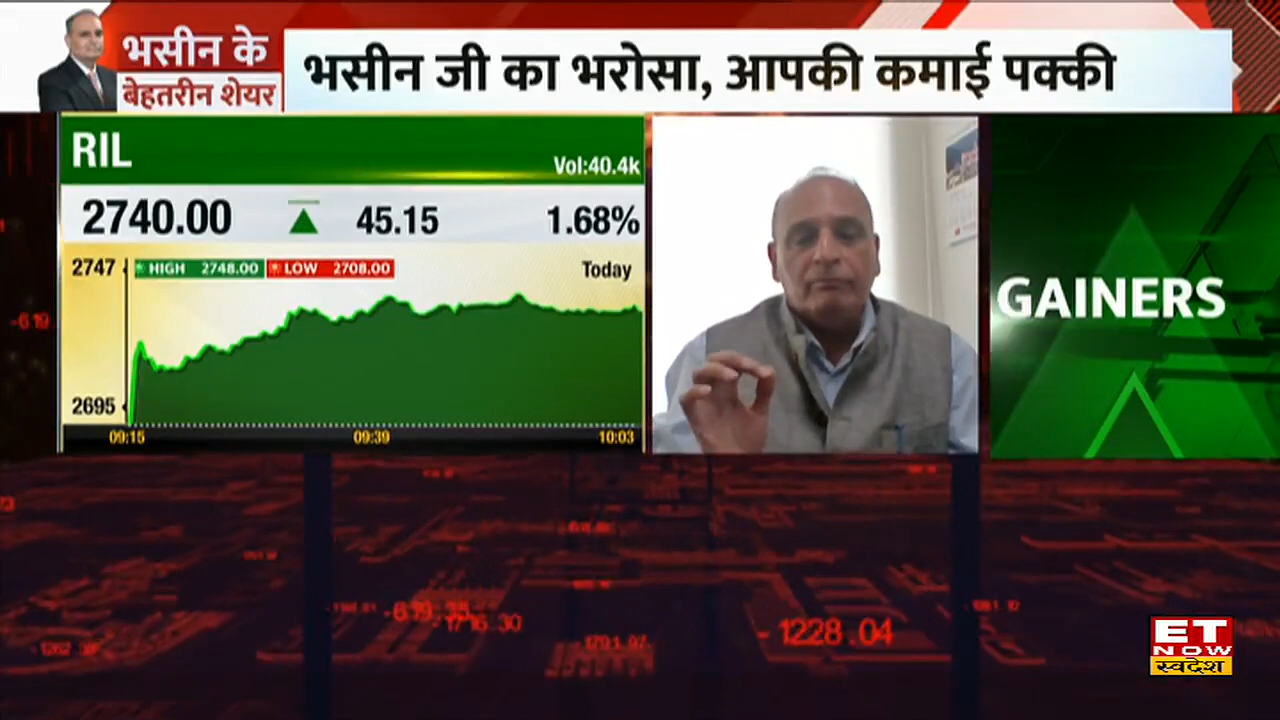 भसीन के
बेहतरीन शेयर
भसीन जी का भरोसा, आपकी कमाई पक्की
RIL
Vol:40.4k
2740.00 45.15 1.68%
2747 HIGH 2748.00 LOW 2708.00 Today
2695
09:15 09:39 10:03
GAINERS
-6.19
-1228.04
ET
NOW
स्वदेश